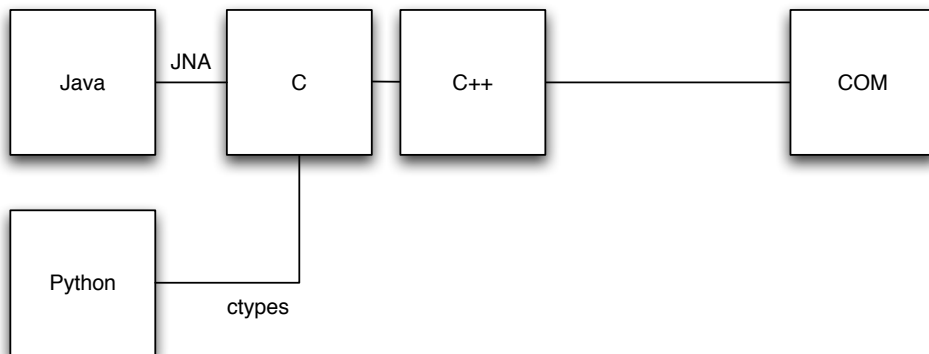 JNA
Java
C
C++
COM
Python
ctypes